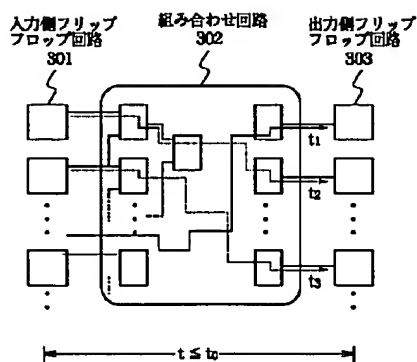 入力側フリップ
フロップ回路
301
組み合わせ回路
302
出力側フリップ
フロップ回路
303
t1
t2
t3
t ≤ t0